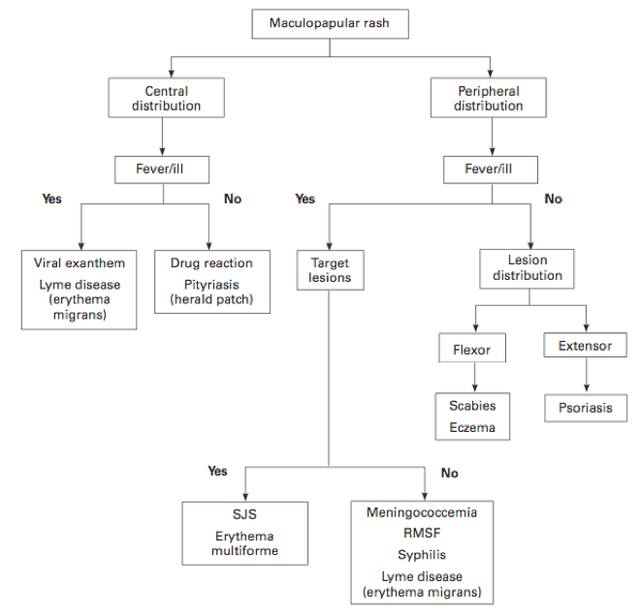 Maculopapular rash
Central
distribution
Peripheral
distribution
Fever/ill
Fever/ill
Yes
No
Yes
No
Viral exanthem
Lyme disease
(erythema
migrans)
Drug reaction
Pityriasis
(herald patch)
Target
lesions
Lesion
distribution
Flexor
Extensor
Scabies
Eczema
Psoriasis
Yes
No
SJS
Erythema
multiforme
Meningococcemia
RMSF
Syphilis
Lyme disease
(erythema migrans)